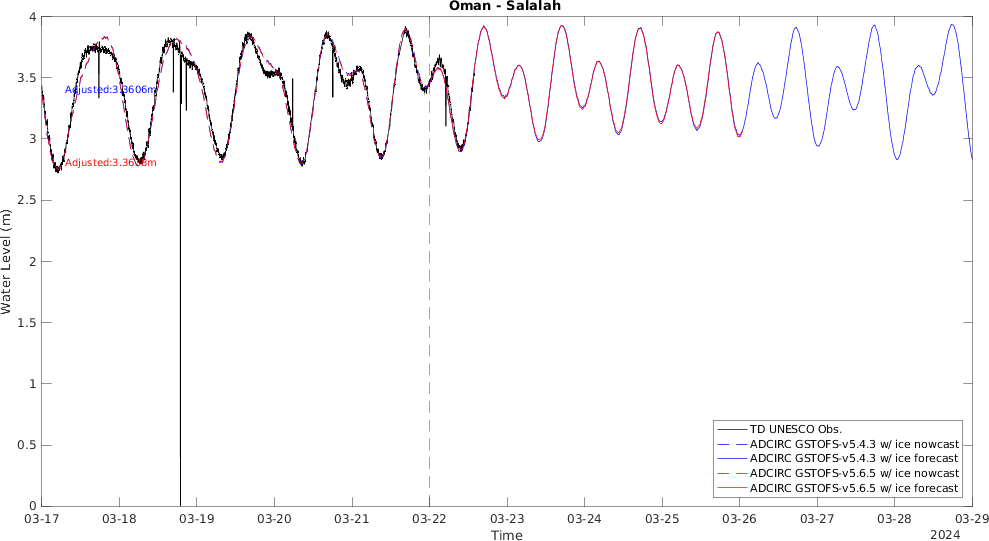 Oman - Salalah
4
3.5
3
2.5
2
1.5
1
0.5
0
Water Level (m)
Adjusted:3.3606m
TD UNESCO Obs.
ADCIRC GSTOFS-v5.4.3 w/ ice nowcast
ADCIRC GSTOFS-v5.4.3 w/ ice forecast
ADCIRC GSTOFS-v5.6.5 w/ ice nowcast
ADCIRC GSTOFS-v5.6.5 w/ ice forecast
03-17 03-18 03-19 03-20 03-21 03-22 03-23 03-24 03-25 03-26 03-27 03-28 03-29
Time
2024